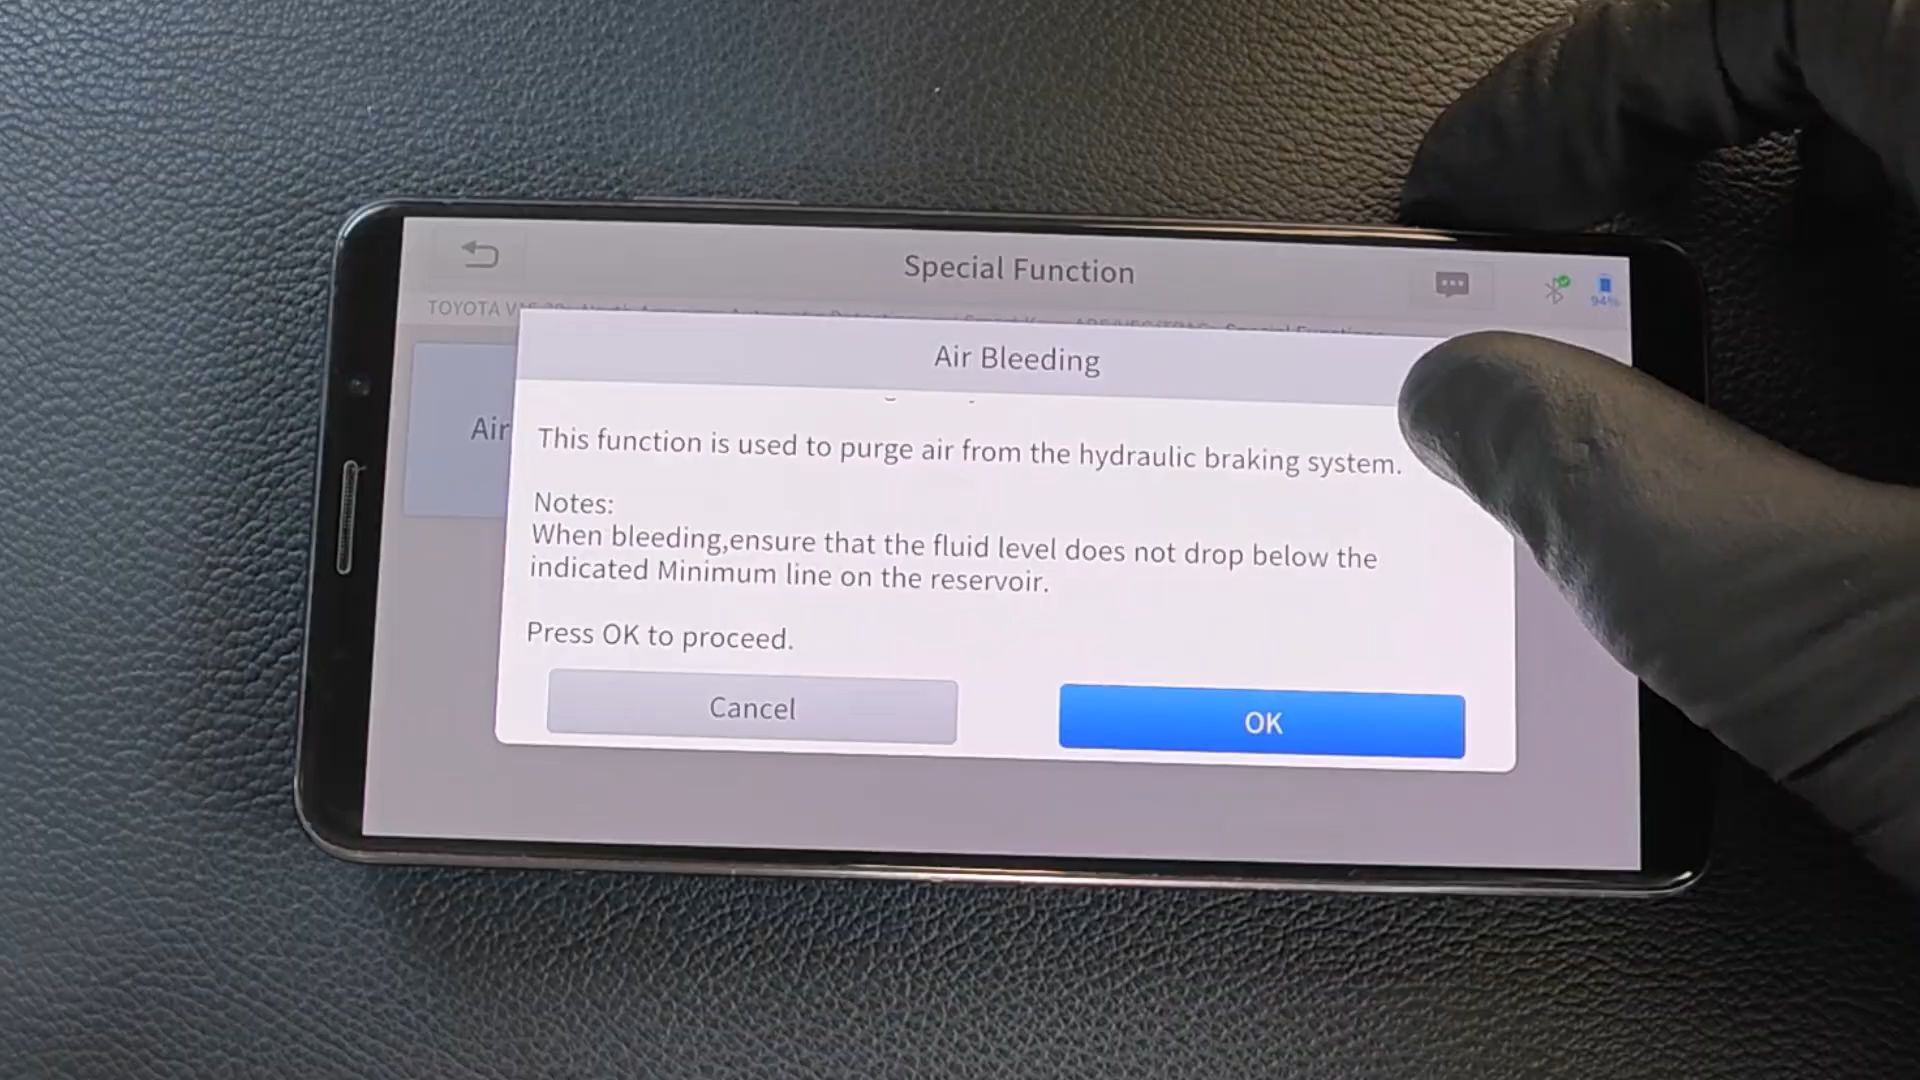 Special Function
94%
TOYOTA
Air Bleeding
Air
This function is used to purge air from the hydraulic braking system.
Notes:
When bleeding,ensure that the fluid level does not drop below the
indicated Minimum line on the reservoir.
Press OK to proceed.
Cancel
OK